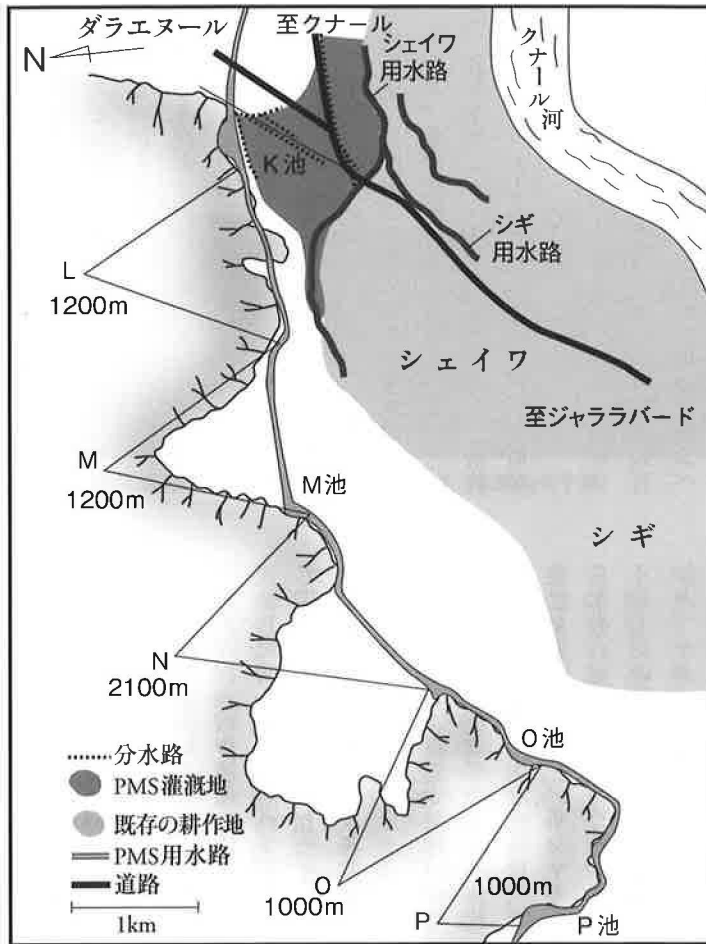 ダラエヌール
N
至クナール
シェイワ
用水路
クナール河
K池
シギ
用水路
L
1200m
シェイワ
至ジャララバード
M
1200m
M池
シギ
N
2100m
O池
分水路
PMS灌漑地
既存の耕作地
PMS用水路
道路
1km
O
1000m
1000m
P
P池